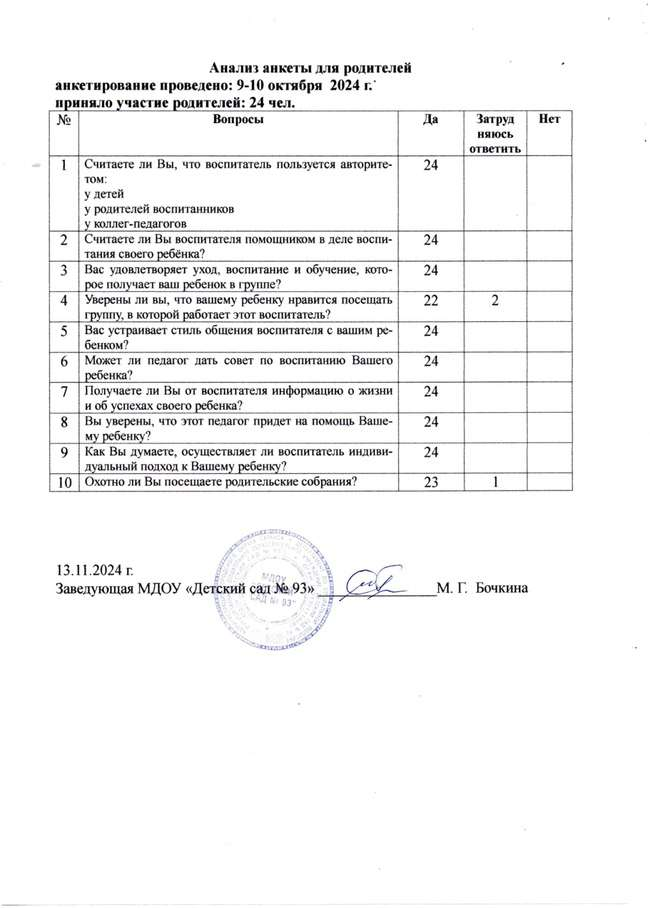 Анализ анкеты для родителей
анкетирование проведено: 9-10 октября 2024 г.
приняло участие родителей: 24 чел.
№ Вопросы Да Затруд Нет
няюсь
ответить
1 Считаете ли Вы, что воспитатель пользуется авторите- 24
том:
у детей
у родителей воспитанников
у коллег-педагогов
2 Считаете ли Вы воспитателя помощником в деле воспи- 24
тания своего ребёнка?
3 Вас удовлетворяет уход, воспитание и обучение, кото- 24
рое получает ваш ребенок в группе?
4 Уверены ли вы, что вашему ребенку нравится посещать 22 2
группу, в которой работает этот воспитатель?
5 Вас устраивает стиль общения воспитателя с вашим ре- 24
бенком?
6 Может ли педагог дать совет по воспитанию Вашего 24
ребенка?
7 Получаете ли Вы от воспитателя информацию о жизни 24
и об успехах своего ребенка?
8 Вы уверены, что этот педагог придет на помощь Ваше- 24
му ребенку?
9 Как Вы думаете, осуществляет ли воспитатель индиви- 24
дуальный подход к Вашему ребенку?
10 Охотно ли Вы посещаете родительские собрания? 23 1
13.11.2024 г.
Заведующая МДОУ «Детский сад № 93» М. Г. Бочкина
МДОУ
САД № 93"